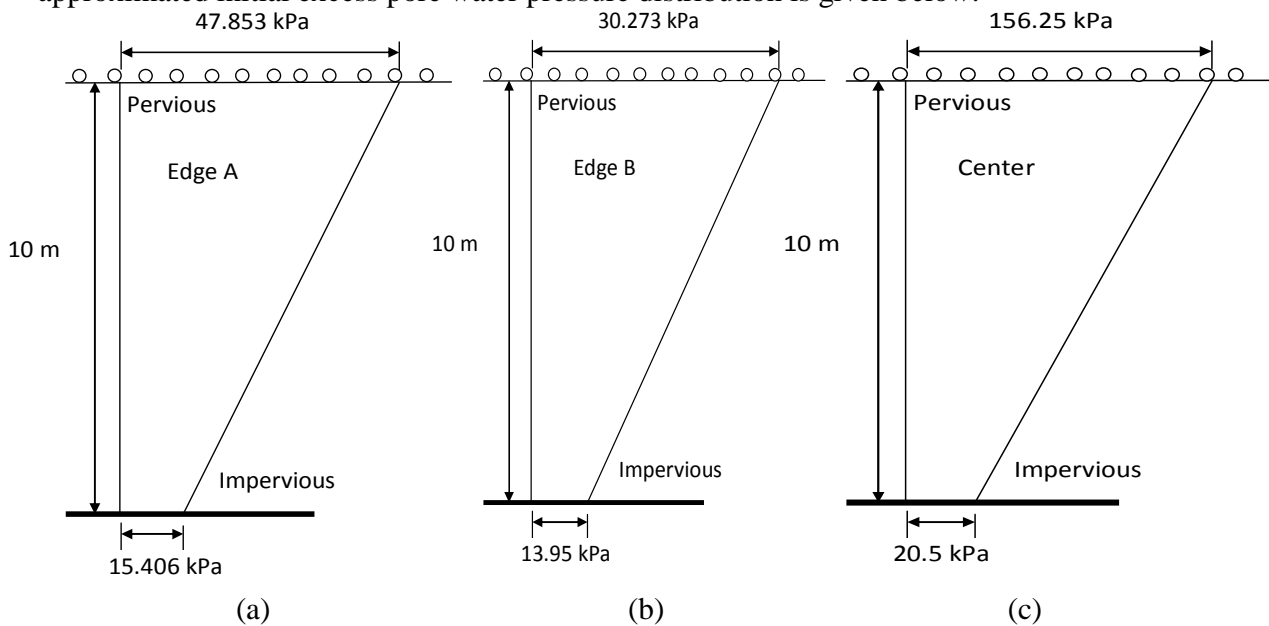 approximated initial excess pore water pressure distribution is given below:
47.853 kPa
30.273 kPa
156.25 kPa
Pervious
Pervious
Pervious
Edge A
Edge B
Center
10 m
10 m
10 m
Impervious
Impervious
Impervious
15.406 kPa
13.95 kPa
20.5 kPa
(a)
(b)
(c)